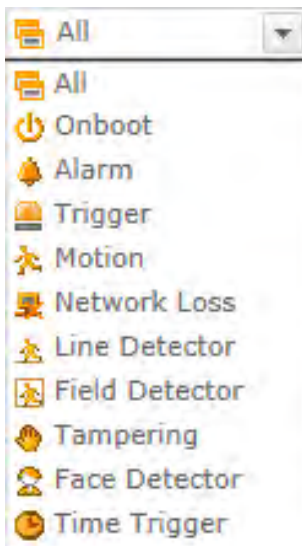 All
All
Onboot
Alarm
Trigger
Motion
Network Loss
Line Detector
Field Detector
Tampering
Face Detector
Time Trigger